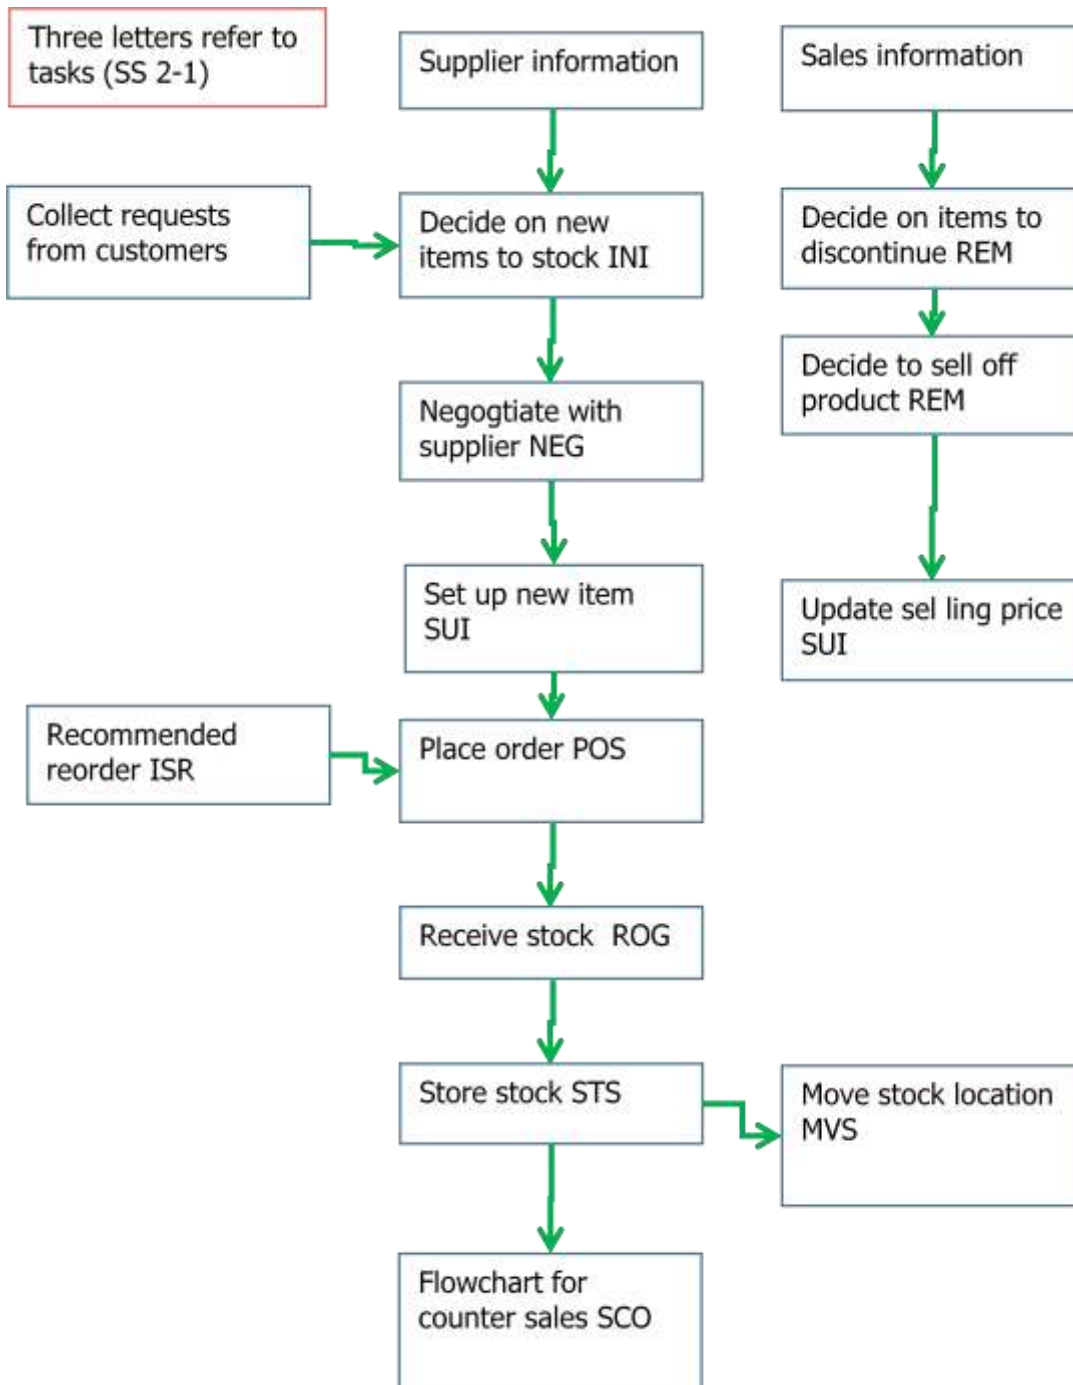 Three letters refer to
tasks (SS 2-1)
Supplier information
Sales information
Collect requests
from customers
Decide on new
items to stock INI
Decide on items to
discontinue REM
Decide to sell off
product REM
Negogtiate with
supplier NEG
Set up new item
SUI
Update sel ling price
SUI
Recommended
reorder ISR
Place order POS
Receive stock  ROG
Store stock STS
Move stock location
MVS
Flowchart for
counter sales SCO